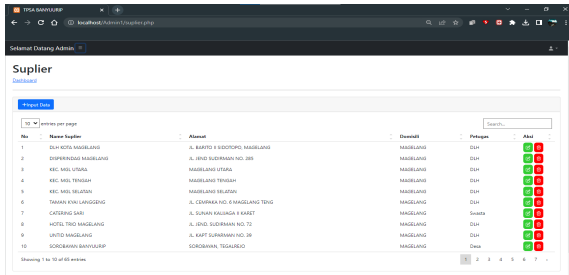 TPSA BANYUURIP
localhost/Admin1/suplier.php
Selamat Datang Admin
Suplier
Dashboard
+Input Data
10 entries per page
Search...
No Nama Suplier Alamat Domisili Petugas Aksi
1 DLH KOTA MAGELANG JL. BARITO II SIDOTOPO, MAGELANG MAGELANG DLH
2 DISPERINDAG MAGELANG JL. JEND SUDIRMAN NO. 285 MAGELANG DLH
3 KEC. MGL UTARA MAGELANG UTARA MAGELANG DLH
4 KEC. MGL TENGAH MAGELANG TENGAH MAGELANG DLH
5 KEC. MGL SELATAN MAGELANG SELATAN MAGELANG DLH
6 TAMAN KYAI LANGGENG JL. CEMPAKA NO. 6 MAGELANG TENG MAGELANG DLH
7 CATERING SARI JL. SUNAN KALIJAGA II KARET MAGELANG Swasta
8 HOTEL TRIO MAGELANG JL. JEND. SUDIRMAN NO. 72 MAGELANG DLH
9 UNTID MAGELANG JL. KAPT SUPARMAN NO. 39 MAGELANG DLH
10 SOROBAYAN BANYUURIP SOROBAYAN, TEGALREJO MAGELANG Desa
Showing 1 to 10 of 65 entries
1 2 3 4 5 6 7 ›